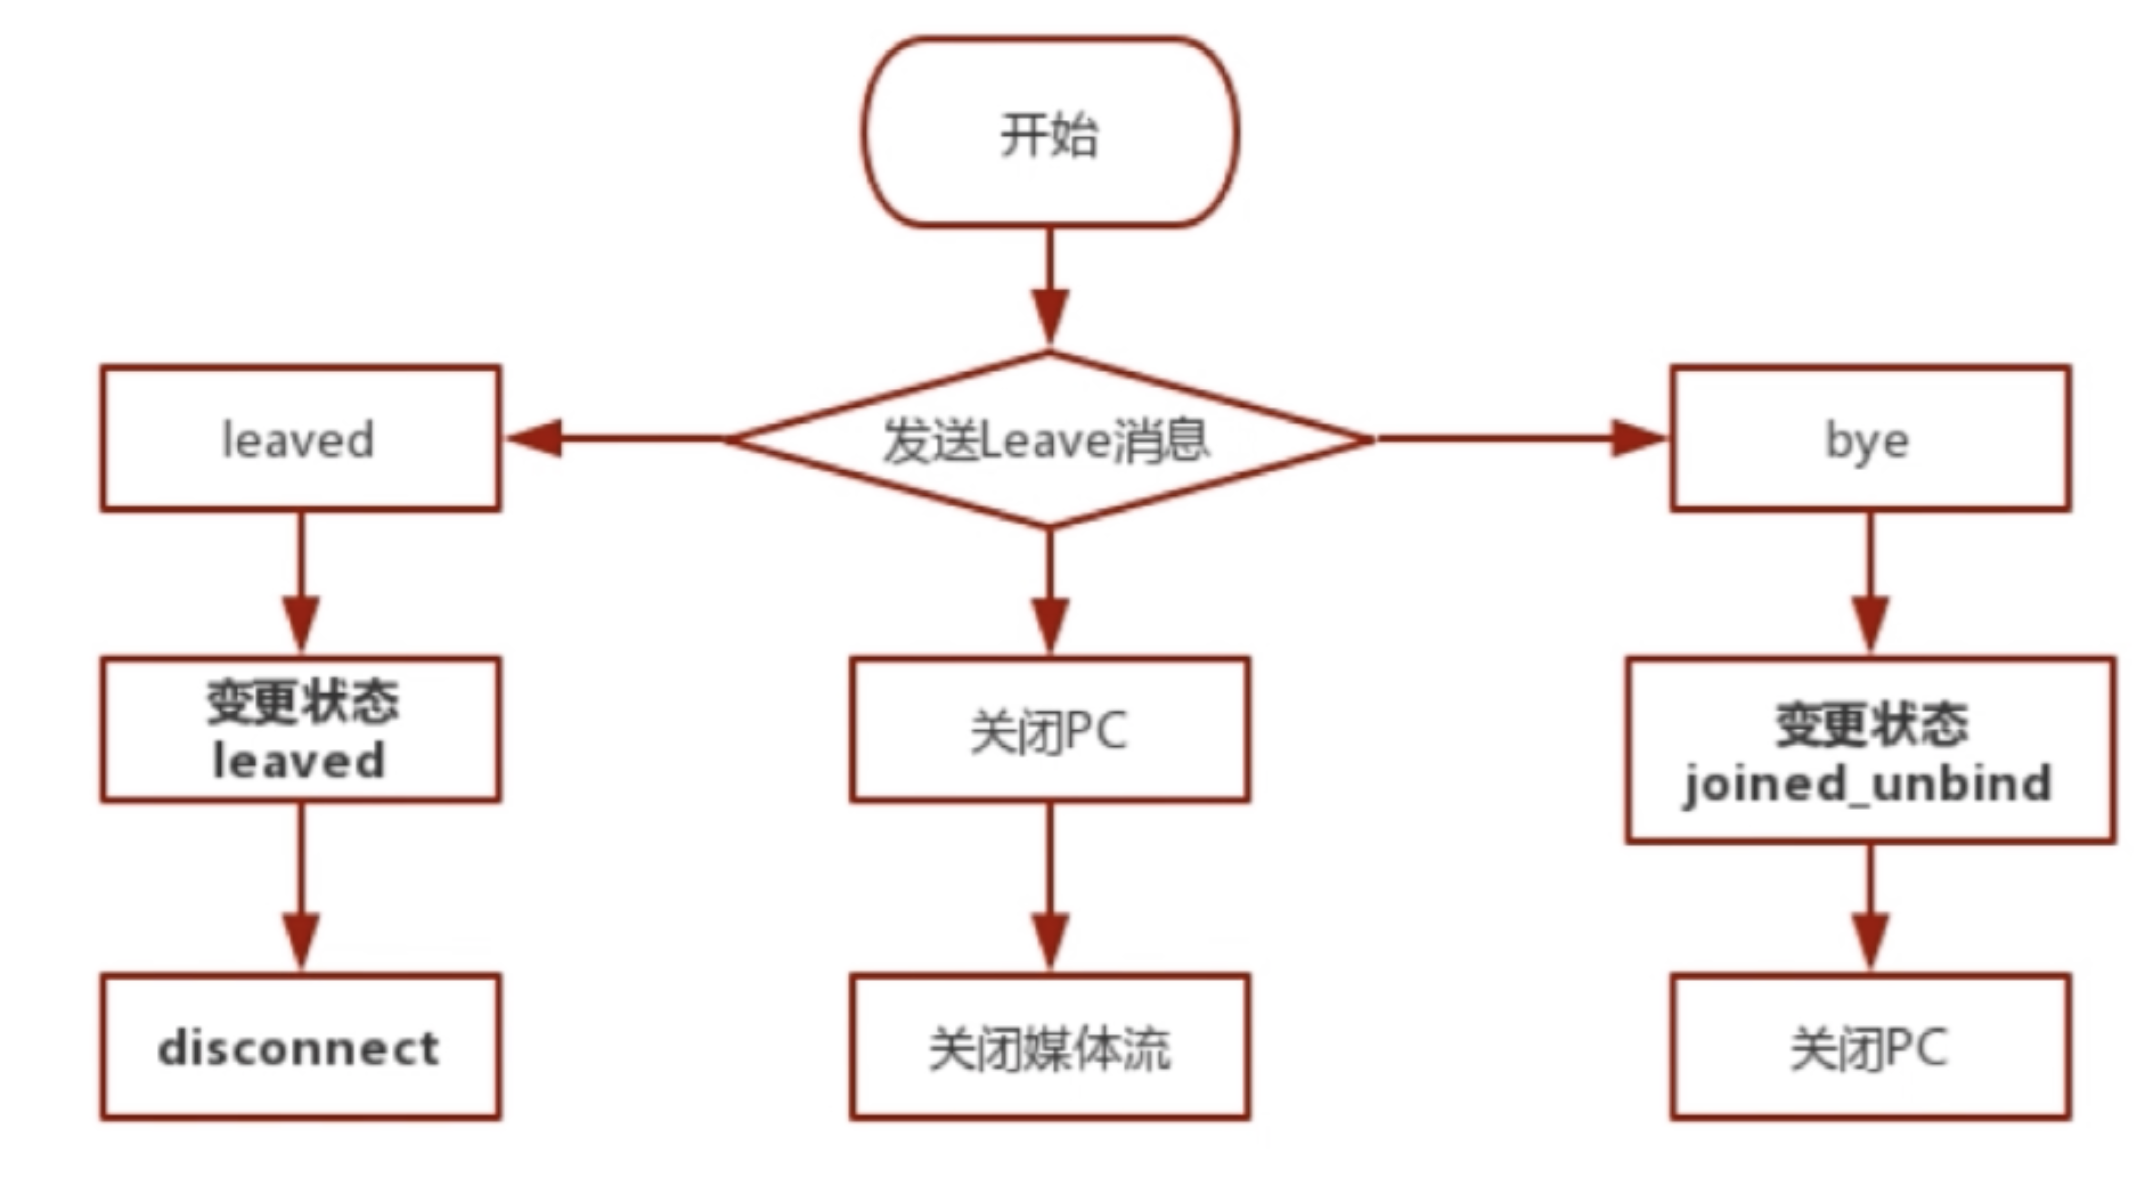 开始
leaved
发送Leave消息
bye
变更状态
leaved
关闭PC
变更状态
joined_unbind
disconnect
关闭媒体流
关闭PC